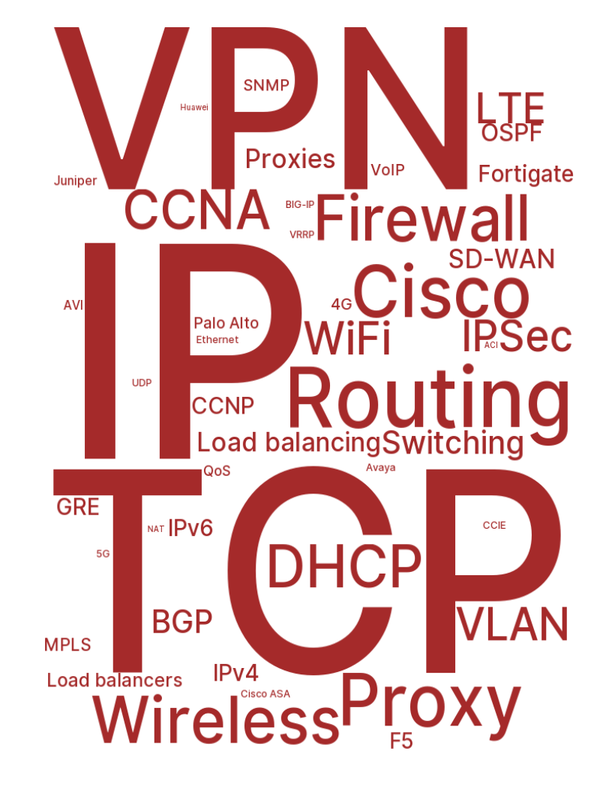 VPN
SNMP
Huawei
LTE
OSPF
Proxies
VoIP
Fortigate
Juniper
CCNA
BIG-IP
Firewall
VRRP
SD-WAN
Cisco
IP
AVI
4G
Palo Alto
WiFi
IPSec
ACI
Ethernet
UDP
Routing
CCNP
Load balancing
Switching
TCP
QoS
Avaya
GRE
NAT
IPv6
CCIE
5G
DHCP
BGP
VLAN
MPLS
IPv4
Load balancers
Cisco ASA
Proxy
Wireless
F5